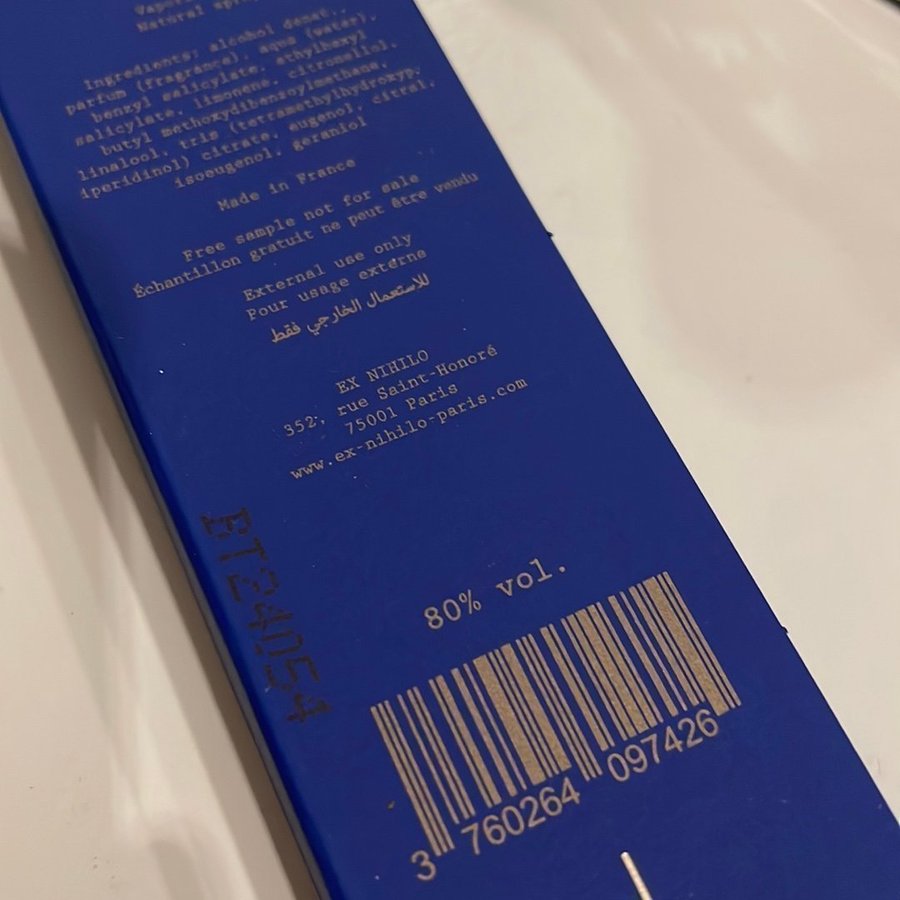 Natural spray
Ingredients: alcohol denat.,
parfum (fragrance), aqua (water),
benzyl salicylate, ethylhexyl
salicylate, limonene, citronellol,
butyl methoxydibenzoylmethane,
linalool, tris (tetramethylhydroxyp
iperidinol) citrate, eugenol, citral,
isoeugenol, geraniol
Made in France
Free sample not for sale
Échantillon gratuit ne peut être vendu
External use only
Pour usage externe
للاستعمال الخارجي فقط
EX NIHILO
352, rue Saint-Honoré
75001 Paris
www.ex-nihilo-paris.com
ET24054
80% vol.
3 760264 097426